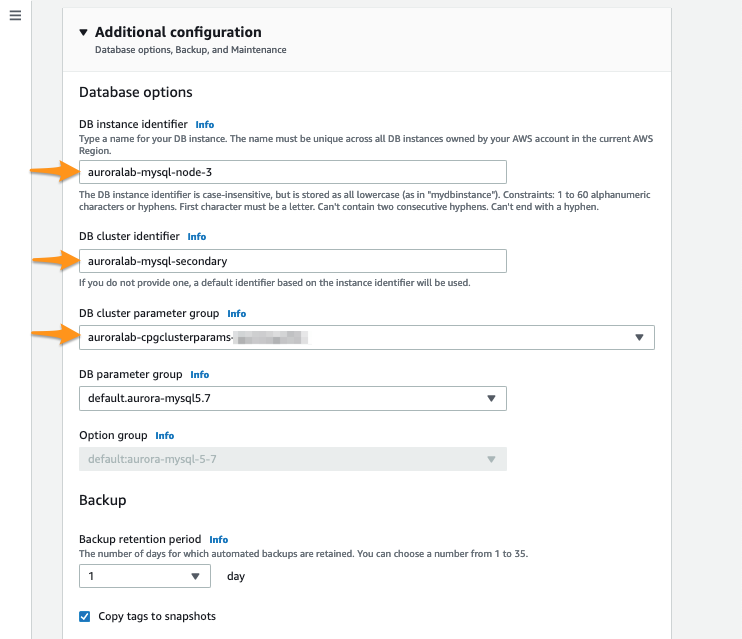 Additional configuration
Database options, Backup, and Maintenance
Database options
DB instance identifier Info
Type a name for your DB instance. The name must be unique across all DB instances owned by your AWS account in the current AWS
Region.
auroralab-mysql-node-3
The DB instance identifier is case-insensitive, but is stored as all lowercase (as in "mydbinstance"). Constraints: 1 to 60 alphanumeric
characters or hyphens. First character must be a letter. Can't contain two consecutive hyphens. Can't end with a hyphen.
DB cluster identifier Info
auroralab-mysql-secondary
If you do not provide one, a default identifier based on the instance identifier will be used.
DB cluster parameter group Info
auroralab-cpgclusterparams-
DB parameter group Info
default.aurora-mysql5.7
Option group Info
default:aurora-mysql-5-7
Backup
Backup retention period Info
The number of days for which automated backups are retained. You can choose a number from 1 to 35.
1 day
Copy tags to snapshots